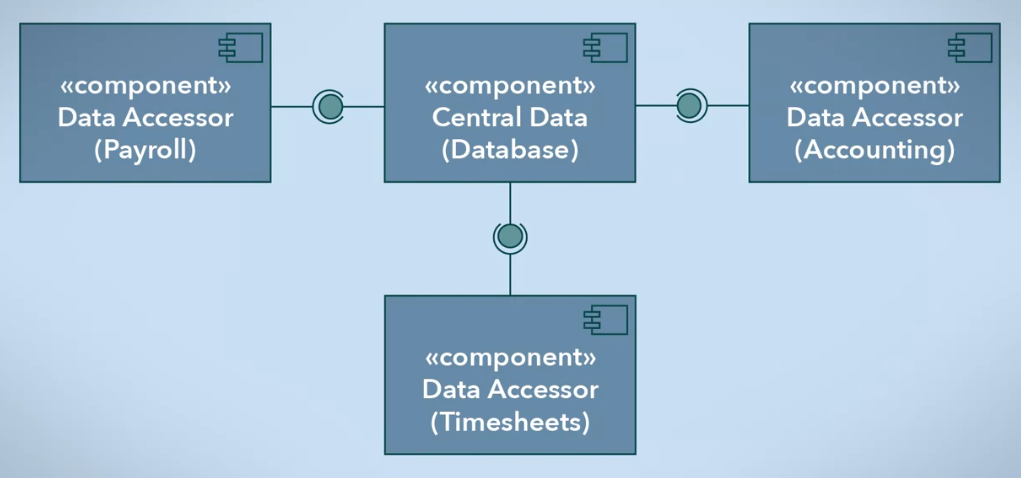 «component»
Data Accessor
(Payroll)
«component»
Central Data
(Database)
«component»
Data Accessor
(Accounting)
«component»
Data Accessor
(Timesheets)